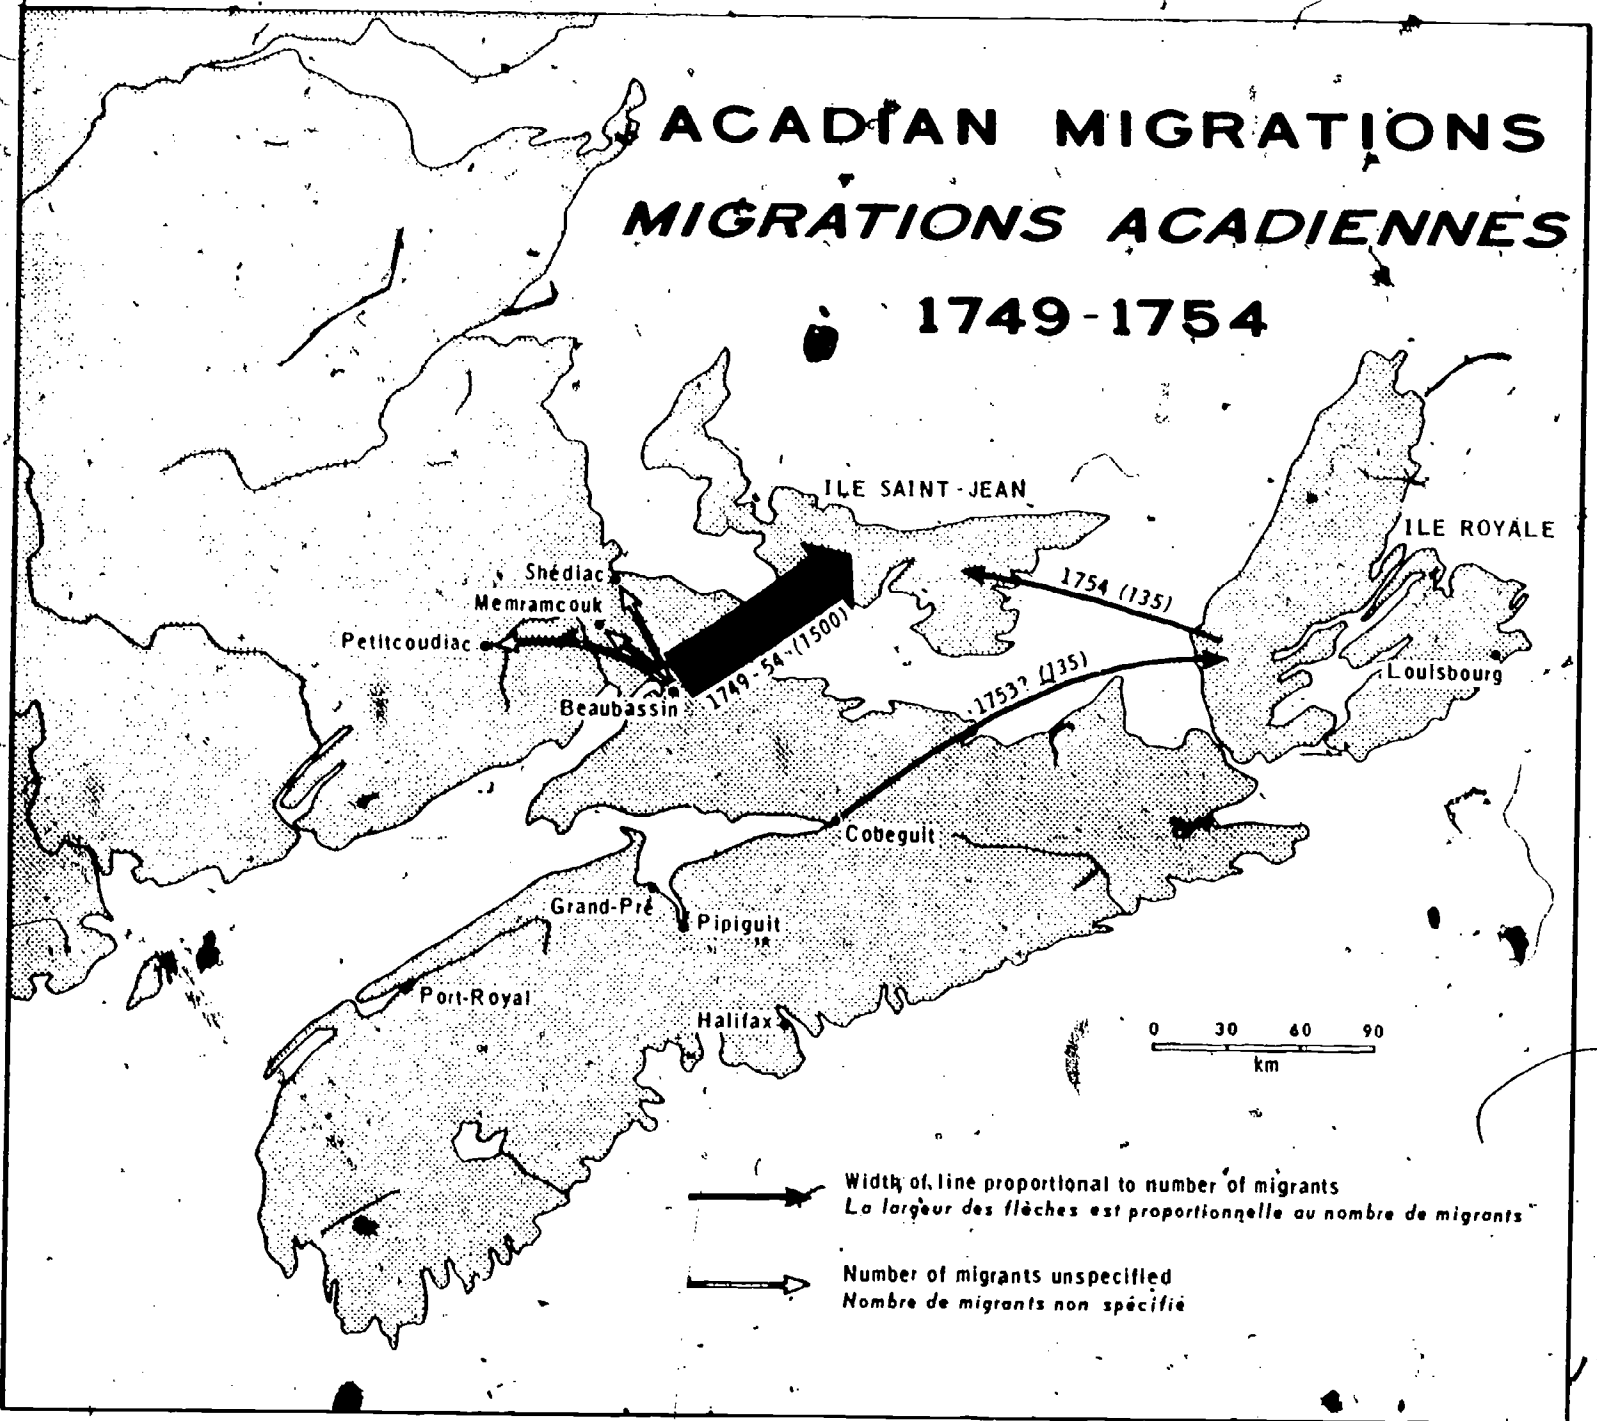 ACADIAN MIGRATIONS
MIGRATIONS ACADIENNES
1749-1754
ILE SAINT-JEAN
ILE ROYALE
Shédiac
1754 (135)
Memramcouk
Petitcoudiac
1749-54 (1500)
1753? (135)
Louisbourg
Beaubassin
Cobeguit
Grand-Pré
Pipiguit
Port-Royal
Halifax
0 30 60 90
km
Width of line proportional to number of migrants
La largeur des flèches est proportionnelle au nombre de migrants
Number of migrants unspecified
Nombre de migrants non spécifié